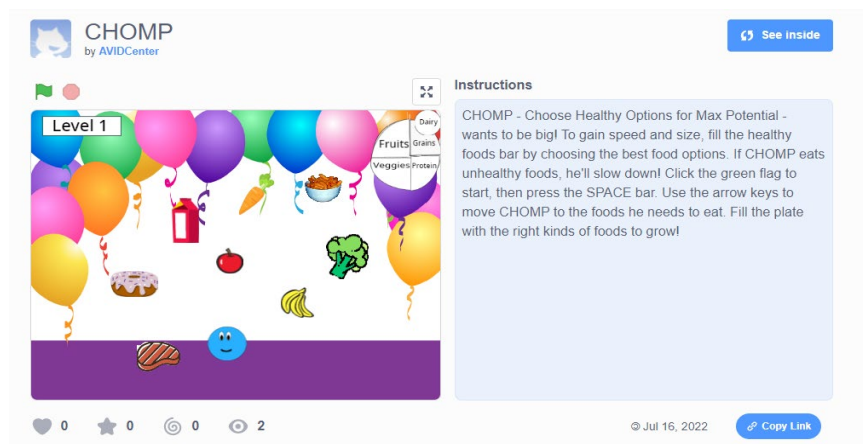 CHOMP
by AVIDCenter
See inside
Instructions
Level 1
Dairy
Fruits
Grains
Veggies
Protein
CHOMP - Choose Healthy Options for Max Potential -
wants to be big! To gain speed and size, fill the healthy
foods bar by choosing the best food options. If CHOMP eats
unhealthy foods, he'll slow down! Click the green flag to
start, then press the SPACE bar. Use the arrow keys to
move CHOMP to the foods he needs to eat. Fill the plate
with the right kinds of foods to grow!
0
0
0
2
© Jul 16, 2022
Copy Link